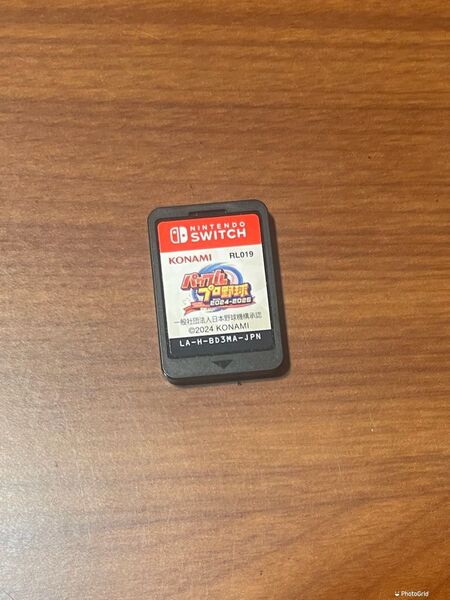 NINTENDO
SWITCH
KONAMI RL019
パワフル
プロ野球
2024-2025
一般社団法人日本野球機構承認
©2024 KONAMI
LA-H-BD3MA-JPN
PhotoGrid